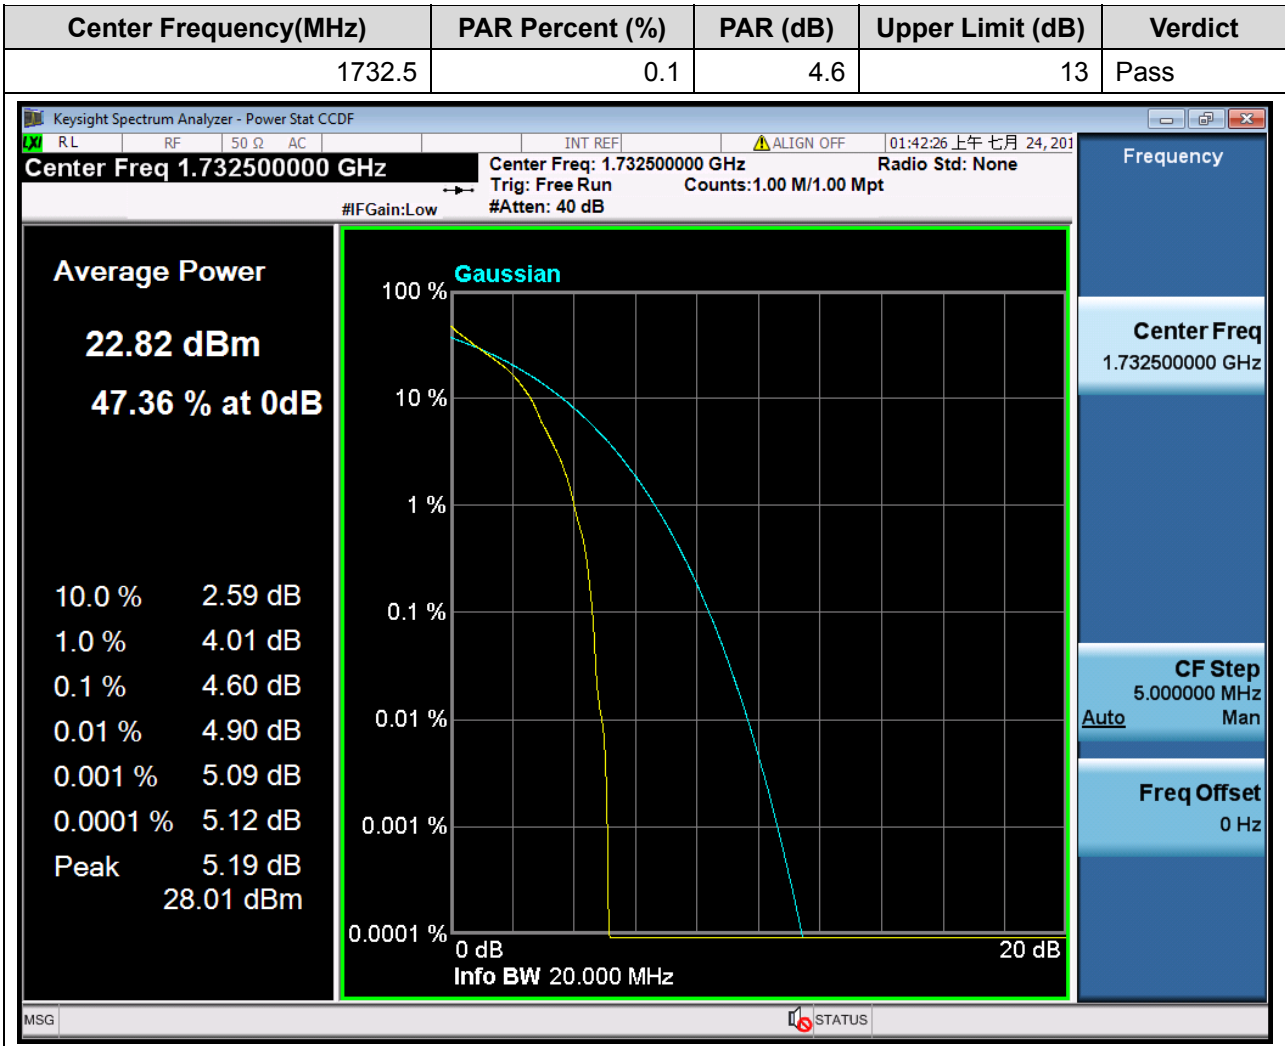 Center Frequency(MHz) PAR Percent (%) PAR (dB) Upper Limit (dB) Verdict
1732.5 0.1 4.6 13 Pass
Keysight Spectrum Analyzer - Power Stat CCDF
LXI RL RF 50 Ω AC INT REF ALIGN OFF 01:42:26 上午 七月 24, 201
Center Freq 1.732500000 GHz
Center Freq: 1.732500000 GHz Radio Std: None
Trig: Free Run Counts:1.00 M/1.00 Mpt
#IFGain:Low #Atten: 40 dB
Average Power
22.82 dBm
47.36 % at 0dB
10.0 % 2.59 dB
1.0 % 4.01 dB
0.1 % 4.60 dB
0.01 % 4.90 dB
0.001 % 5.09 dB
0.0001 % 5.12 dB
Peak 5.19 dB
28.01 dBm
Gaussian
100 %
10 %
1 %
0.1 %
0.01 %
0.001 %
0.0001 %
0 dB 20 dB
Info BW 20.000 MHz
Frequency
Center Freq
1.732500000 GHz
CF Step
5.000000 MHz
Auto Man
Freq Offset
0 Hz
MSG STATUS